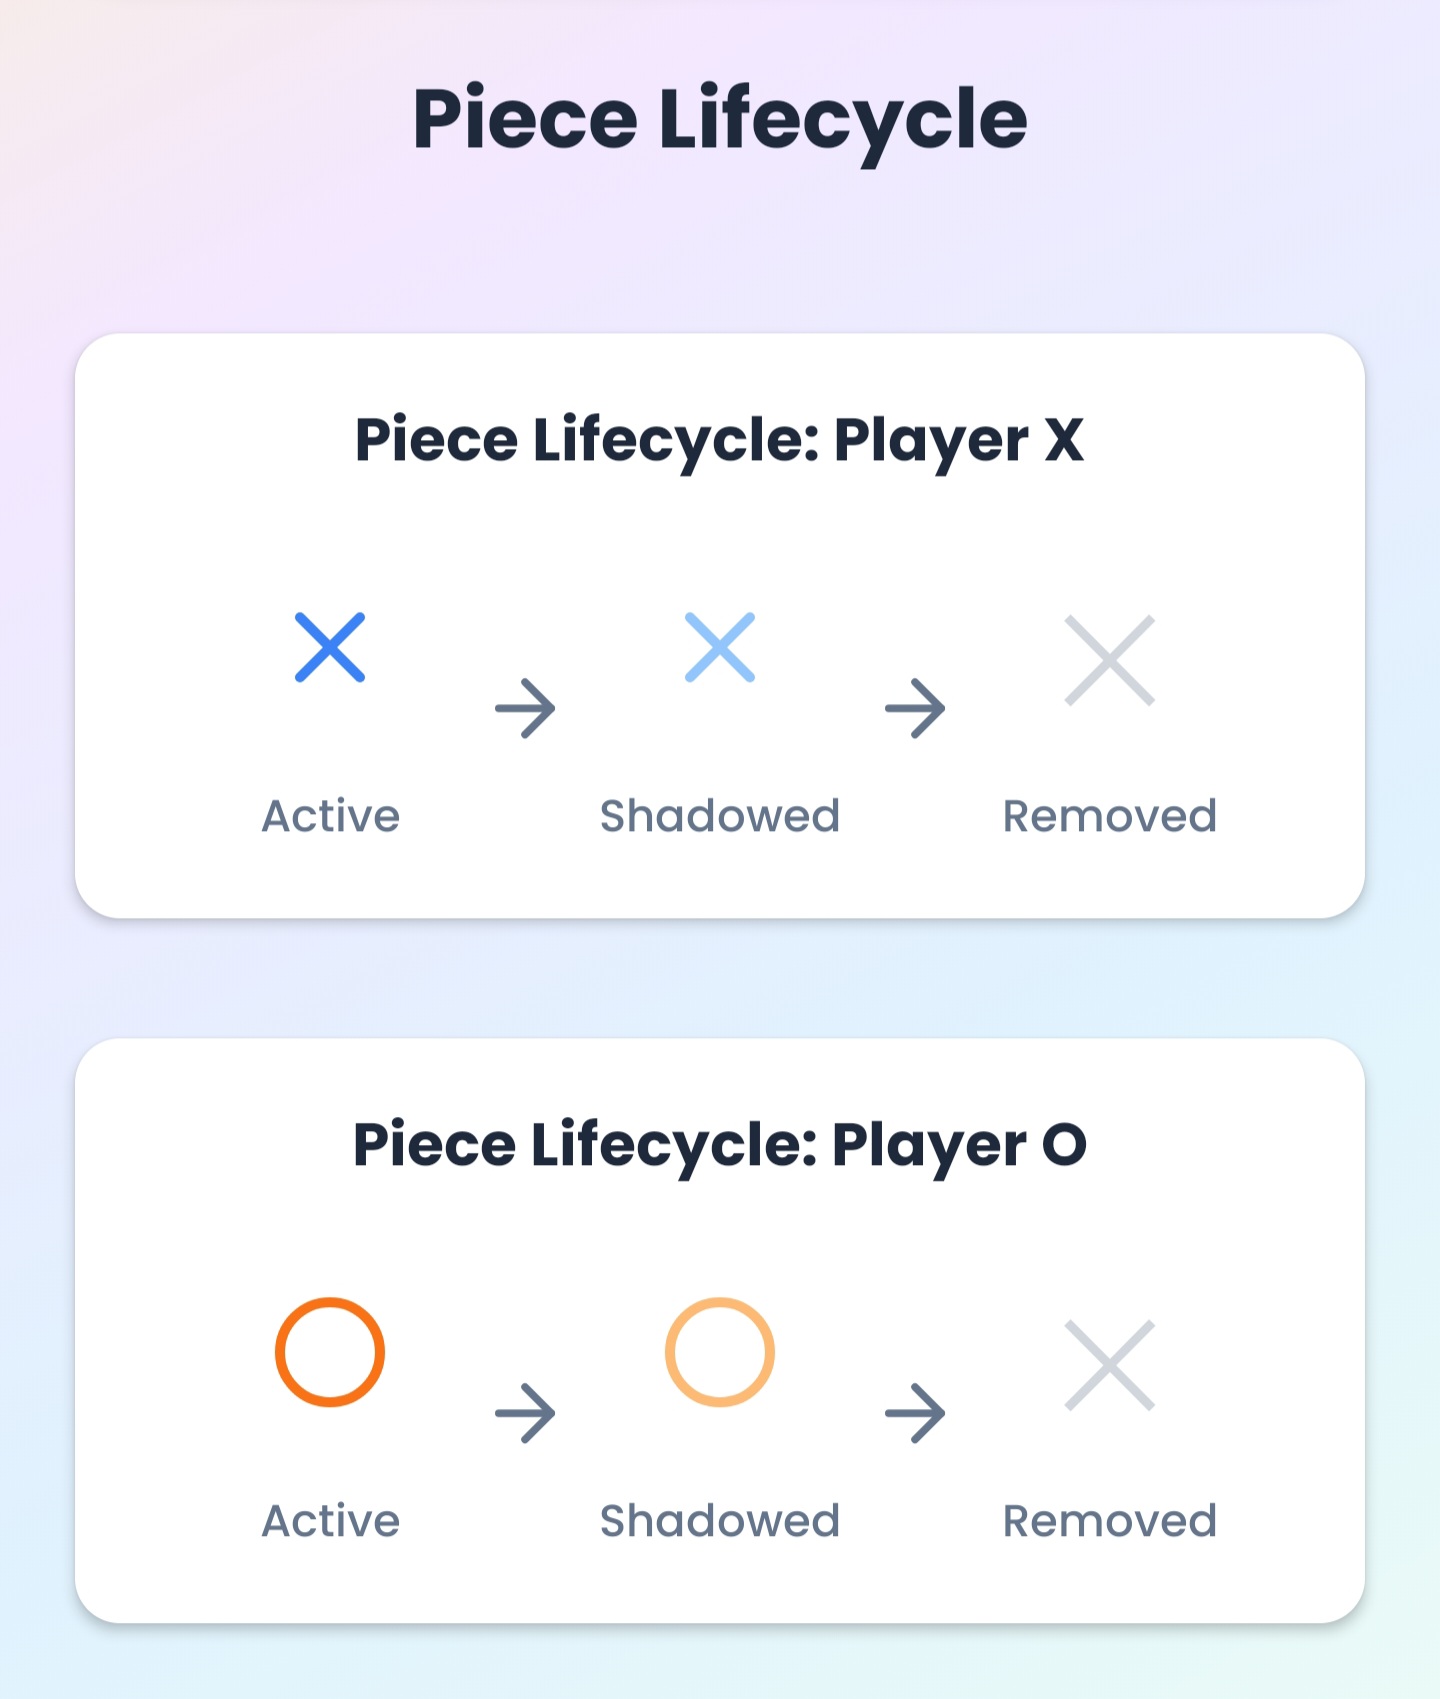 Piece Lifecycle
Piece Lifecycle: Player X
Active
Shadowed
Removed
Piece Lifecycle: Player O
Active
Shadowed
Removed